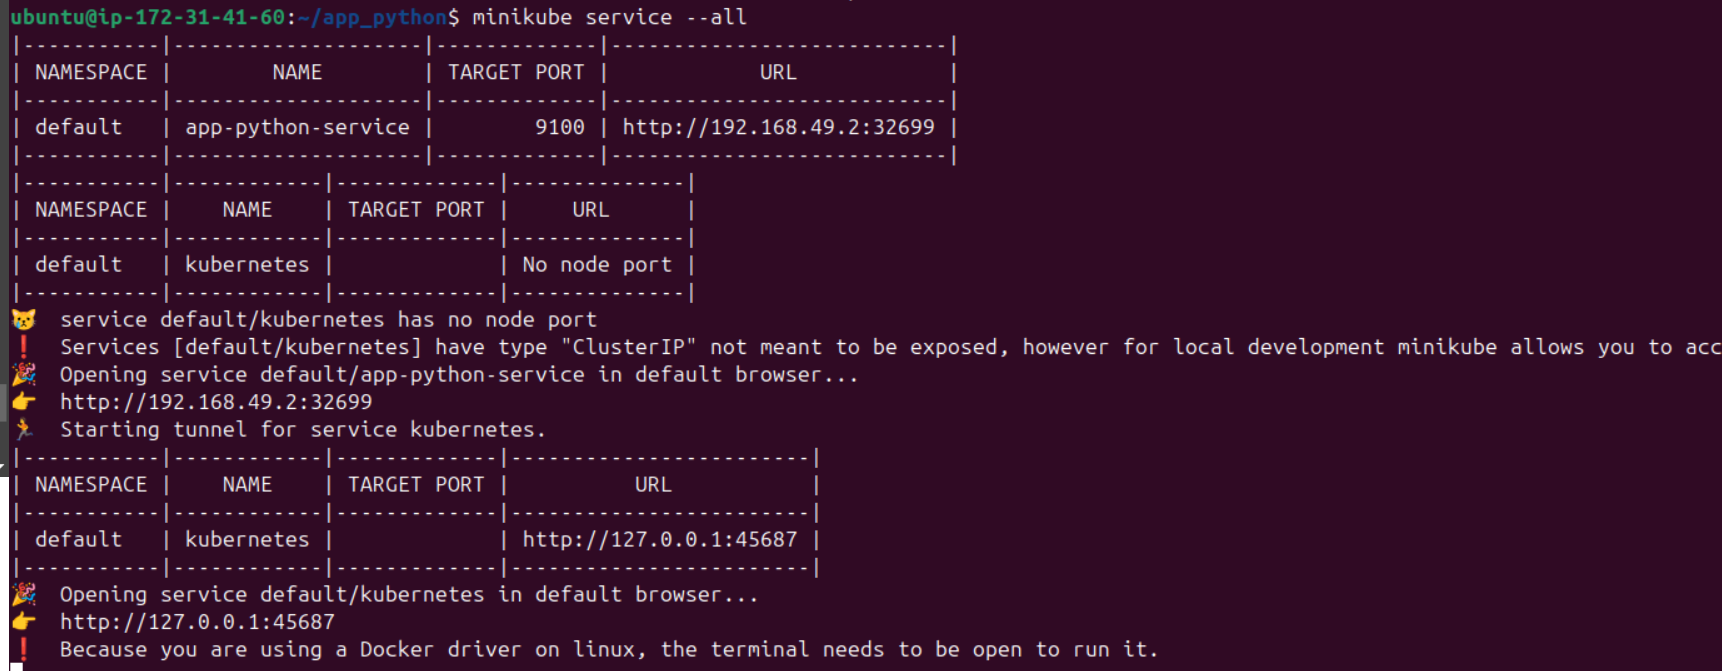 ubuntu@ip-172-31-41-60:~/app_python$ minikube service --all
|-----------|--------------------|-------------|---------------------------|
| NAMESPACE |        NAME        | TARGET PORT |            URL            |
|-----------|--------------------|-------------|---------------------------|
| default   | app-python-service |        9100 | http://192.168.49.2:32699 |
|-----------|--------------------|-------------|---------------------------|
|-----------|------------|-------------|--------------|
| NAMESPACE |    NAME    | TARGET PORT |     URL      |
|-----------|------------|-------------|--------------|
| default   | kubernetes |             | No node port |
|-----------|------------|-------------|--------------|
😿  service default/kubernetes has no node port
❗  Services [default/kubernetes] have type "ClusterIP" not meant to be exposed, however for local development minikube allows you to acc
🎉  Opening service default/app-python-service in default browser...
👉  http://192.168.49.2:32699
🏃  Starting tunnel for service kubernetes.
|-----------|------------|-------------|------------------------|
| NAMESPACE |    NAME    | TARGET PORT |          URL           |
|-----------|------------|-------------|------------------------|
| default   | kubernetes |             | http://127.0.0.1:45687 |
|-----------|------------|-------------|------------------------|
🎉  Opening service default/kubernetes in default browser...
👉  http://127.0.0.1:45687
❗  Because you are using a Docker driver on linux, the terminal needs to be open to run it.